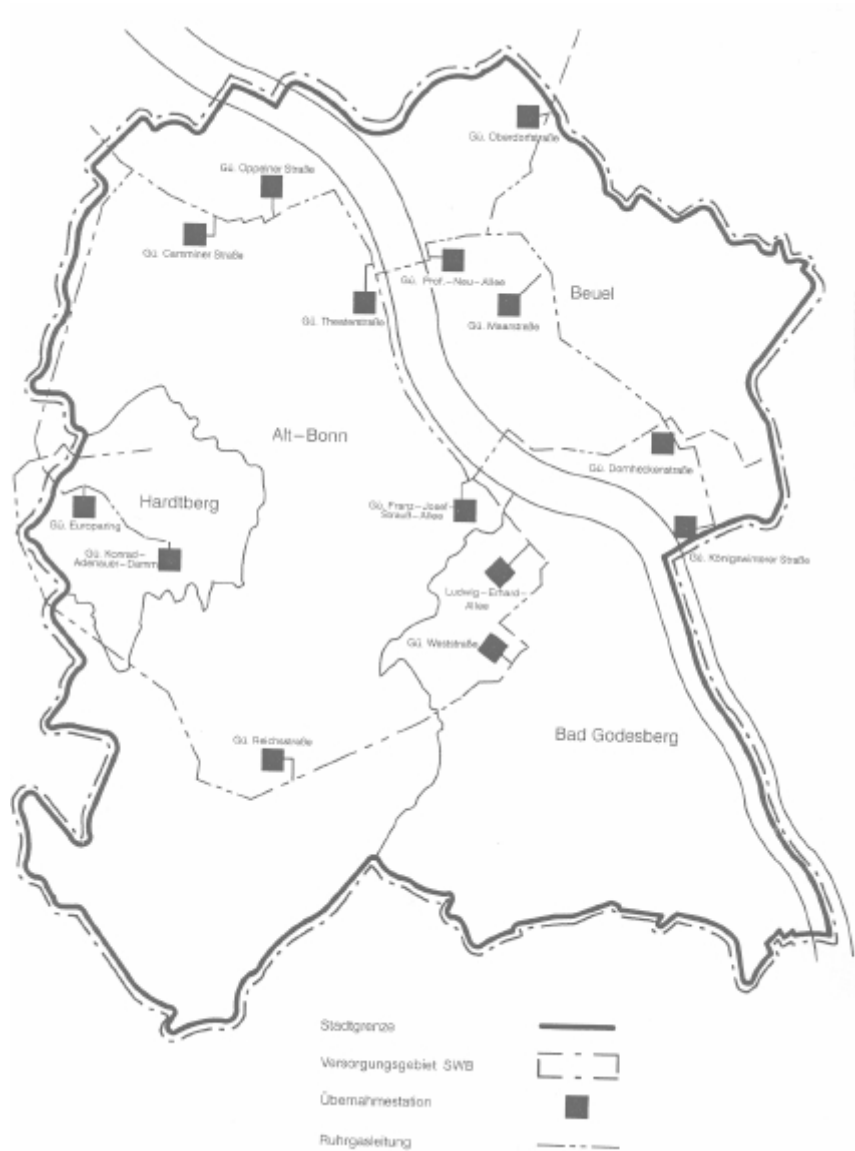 Gü. Oberdorfstraße
Gü. Oppelner Straße
Gü. Camminer Straße
Gü. Prof.-Neu-Allee
Beuel
Gü. Theaterstraße
Gü. Maarstraße
Alt-Bonn
Gü. Dornheckenstraße
Hardtberg
Gü. Franz-Josef-
Strauß-Allee
Gü. Europaring
Gü. Konrad-
Adenauer-Damm
Gü. Königswinterer Straße
Ludwig-Erhard-
Allee
Gü. Weststraße
Bad Godesberg
Gü. Reichsstraße
Stadtgrenze
Versorgungsgebiet SWB
Übernahmestation
Ruhrgasleitung